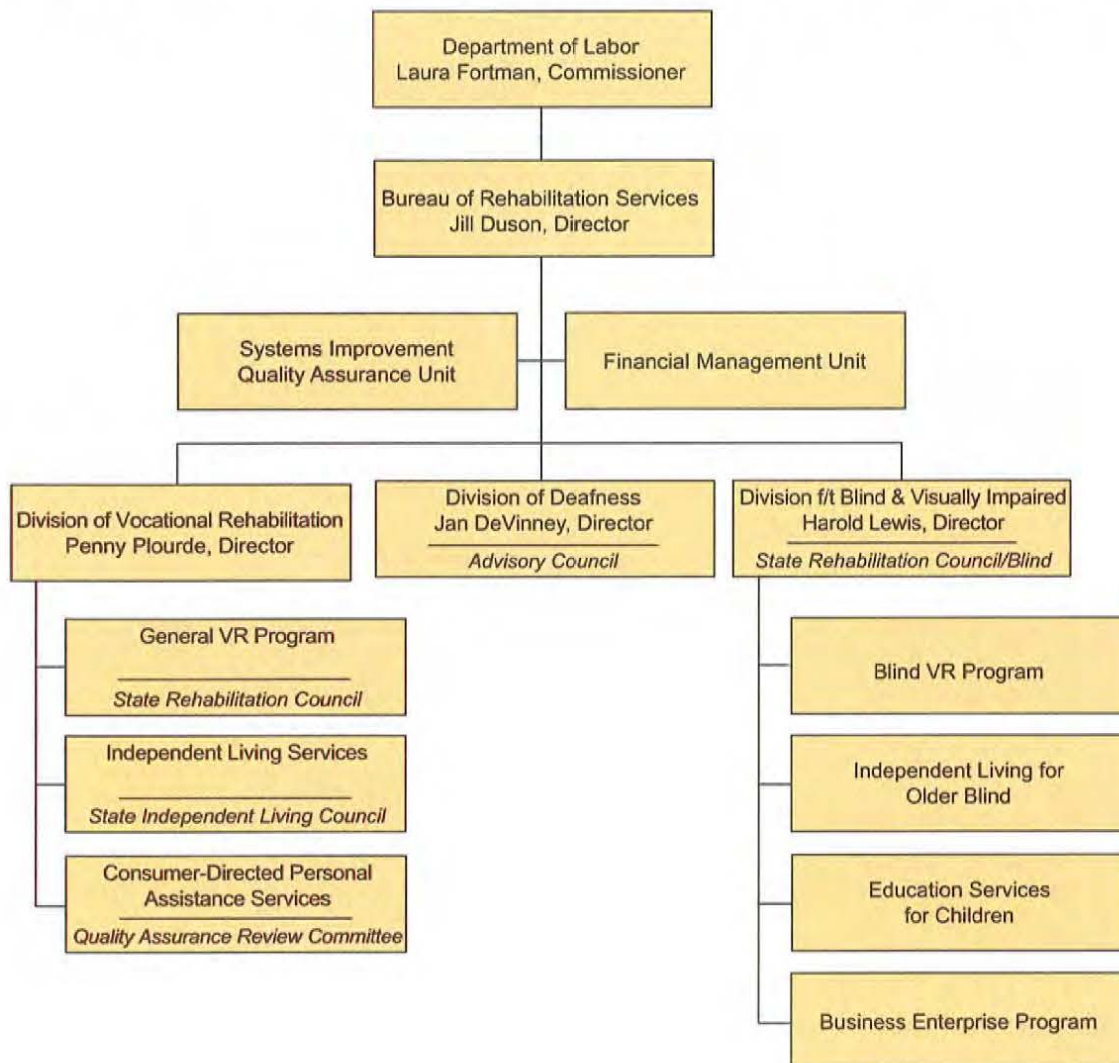 Department of Labor
Laura Fortman, Commissioner
Bureau of Rehabilitation Services
Jill Duson, Director
Systems Improvement
Quality Assurance Unit
Financial Management Unit
Division of Vocational Rehabilitation
Penny Plourde, Director
Division of Deafness
Jan DeVinney, Director
Advisory Council
Division f/t Blind & Visually Impaired
Harold Lewis, Director
State Rehabilitation Council/Blind
General VR Program
State Rehabilitation Council
Independent Living Services
State Independent Living Council
Consumer-Directed Personal
Assistance Services
Quality Assurance Review Committee
Blind VR Program
Independent Living for
Older Blind
Education Services
for Children
Business Enterprise Program